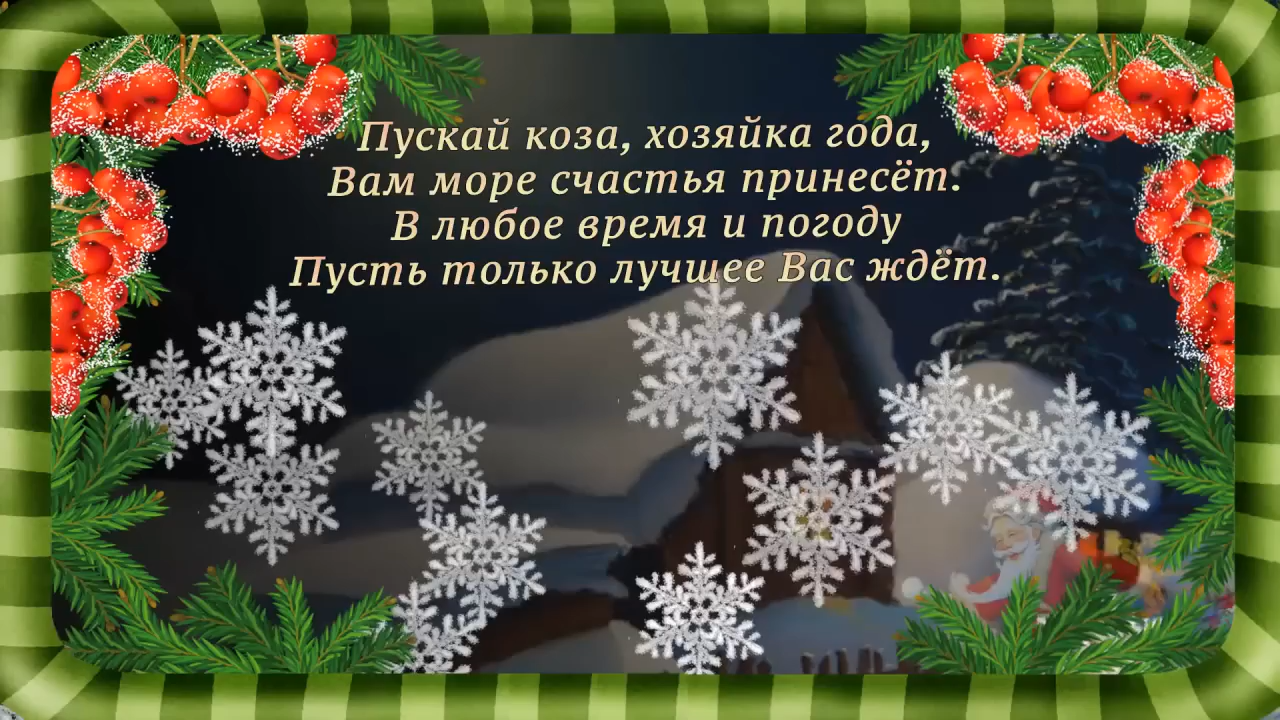 Пускай коза, хозяйка года,
Вам море счастья принесёт.
В любое время и погоду
Пусть только лучшее Вас ждёт.